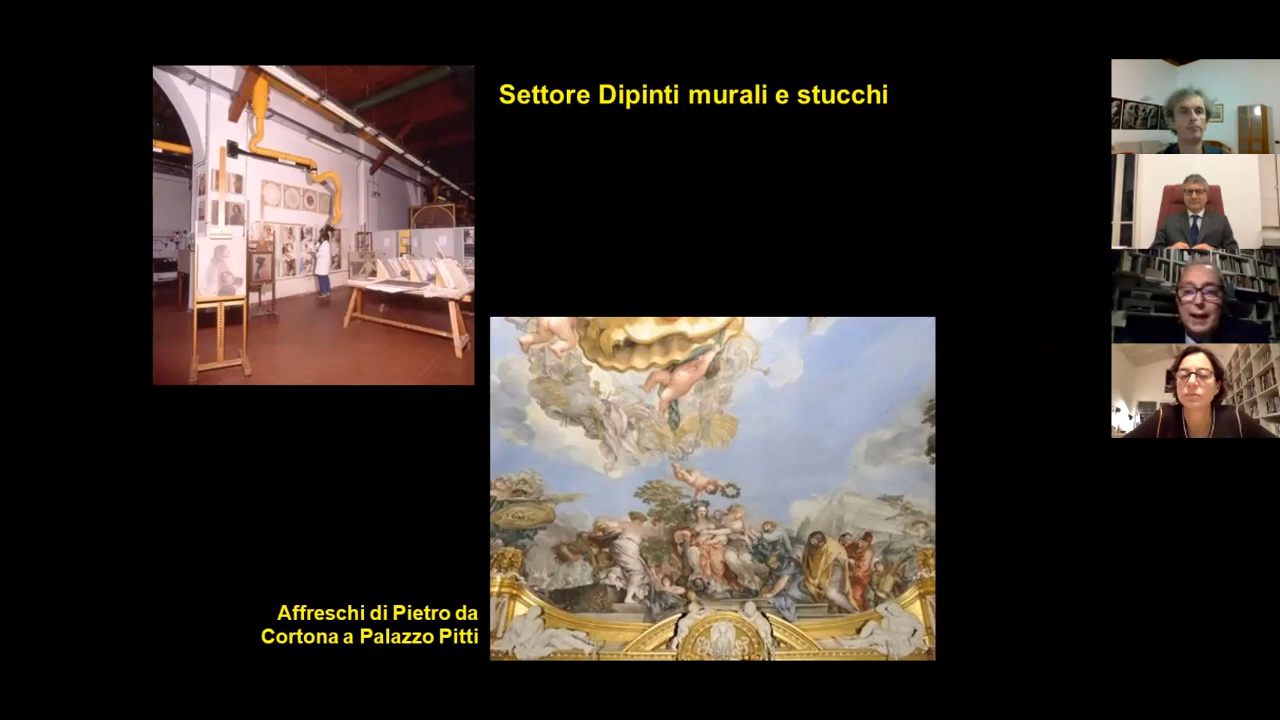 Settore Dipinti murali e stucchi
Affreschi di Pietro da
Cortona a Palazzo Pitti